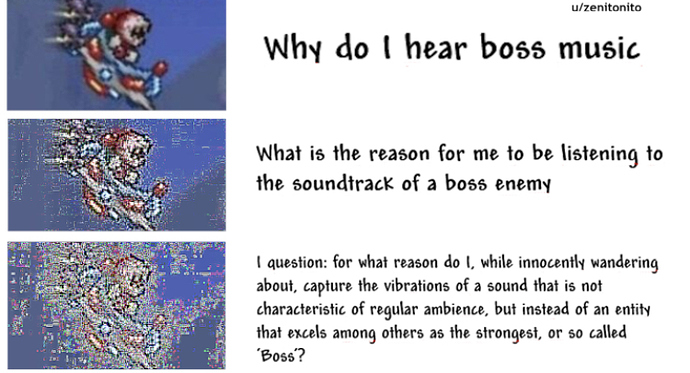 u/zenitonito
Why do I hear boss music
What is the reason for me to be listening to
the soundtrack of a boss enemy
I question: for what reason do I, while innocently wandering
about, capture the vibrations of a sound that is not
characteristic of regular ambience, but instead of an entity
that excels among others as the strongest, or so called
'Boss'?